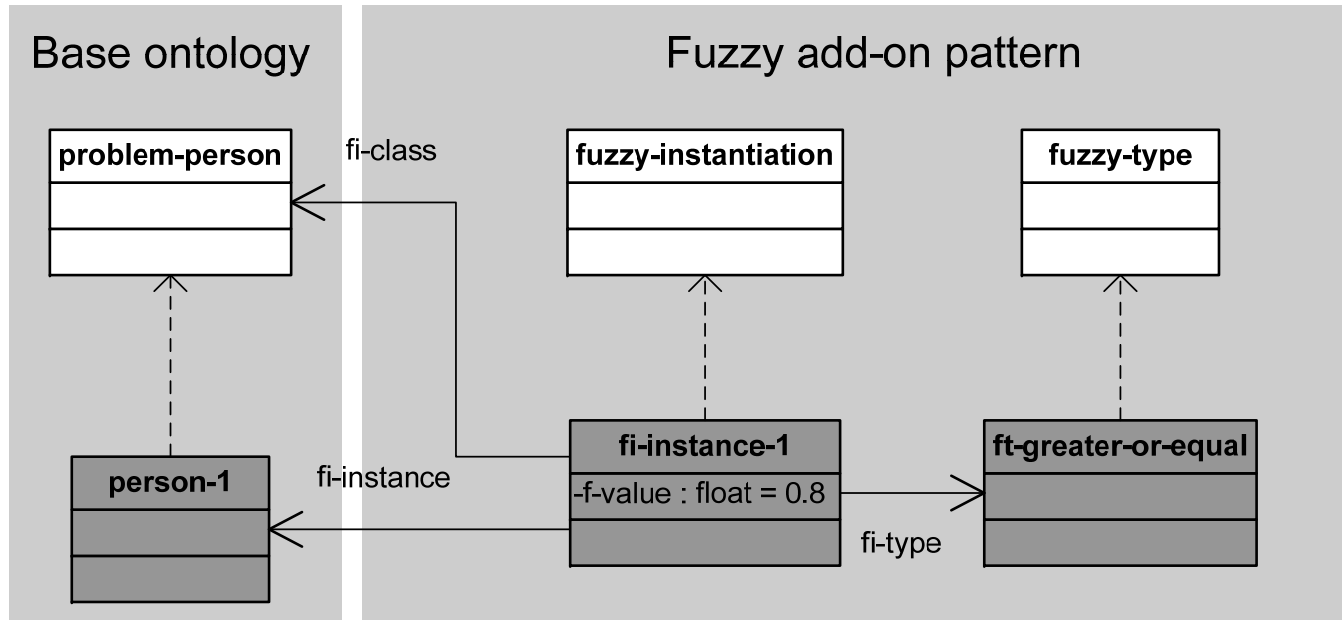 Base ontology
Fuzzy add-on pattern
problem-person
fi-class
fuzzy-instantiation
fuzzy-type
person-1
fi-instance
fi-instance-1
-f-value : float = 0.8
fi-type
ft-greater-or-equal